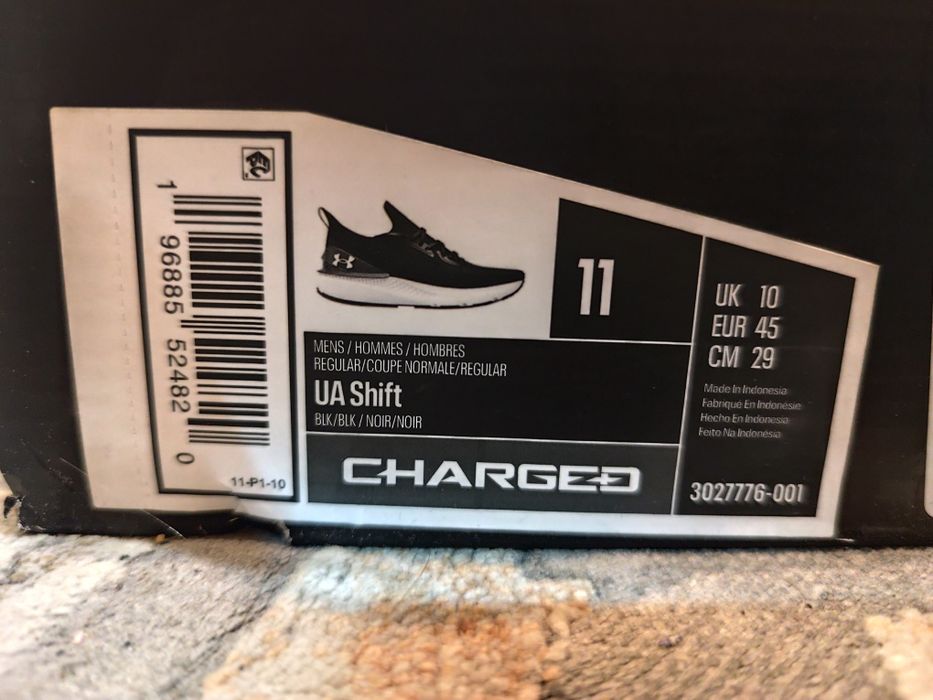 1 96885 52482 0
11-P1-10
11
MENS / HOMMES / HOMBRES
REGULAR/COUPE NORMALE/REGULAR
UA Shift
BLK/BLK / NOIR/NOIR
CHARGED
UK 10
EUR 45
CM 29
Made In Indonesia
Fabriqué En Indonésie
Hecho En Indonesia
Feito Na Indonésia
3027776-001